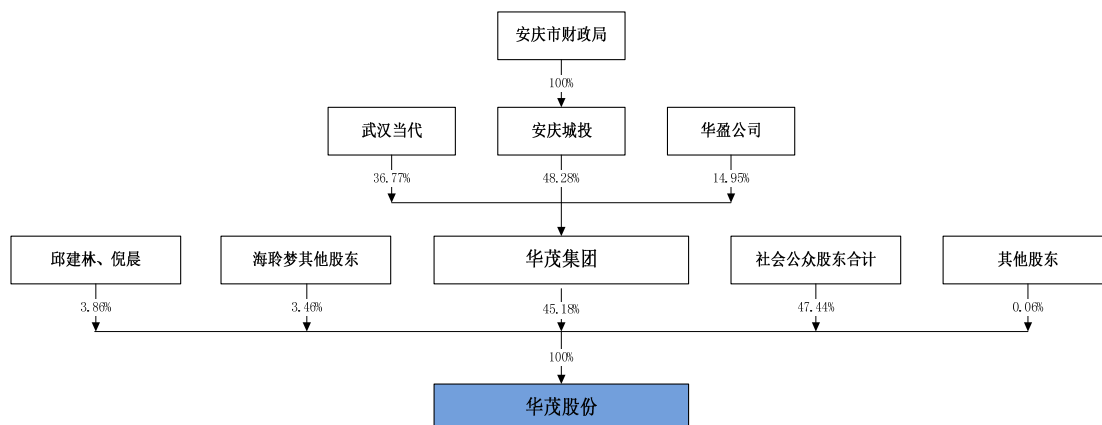 安庆市财政局
100%
武汉当代
安庆城投
华盈公司
36.77%
48.28%
14.95%
邱建林、倪晨
海聆梦其他股东
华茂集团
社会公众股东合计
其他股东
3.86%
3.46%
45.18%
47.44%
0.06%
100%
华茂股份